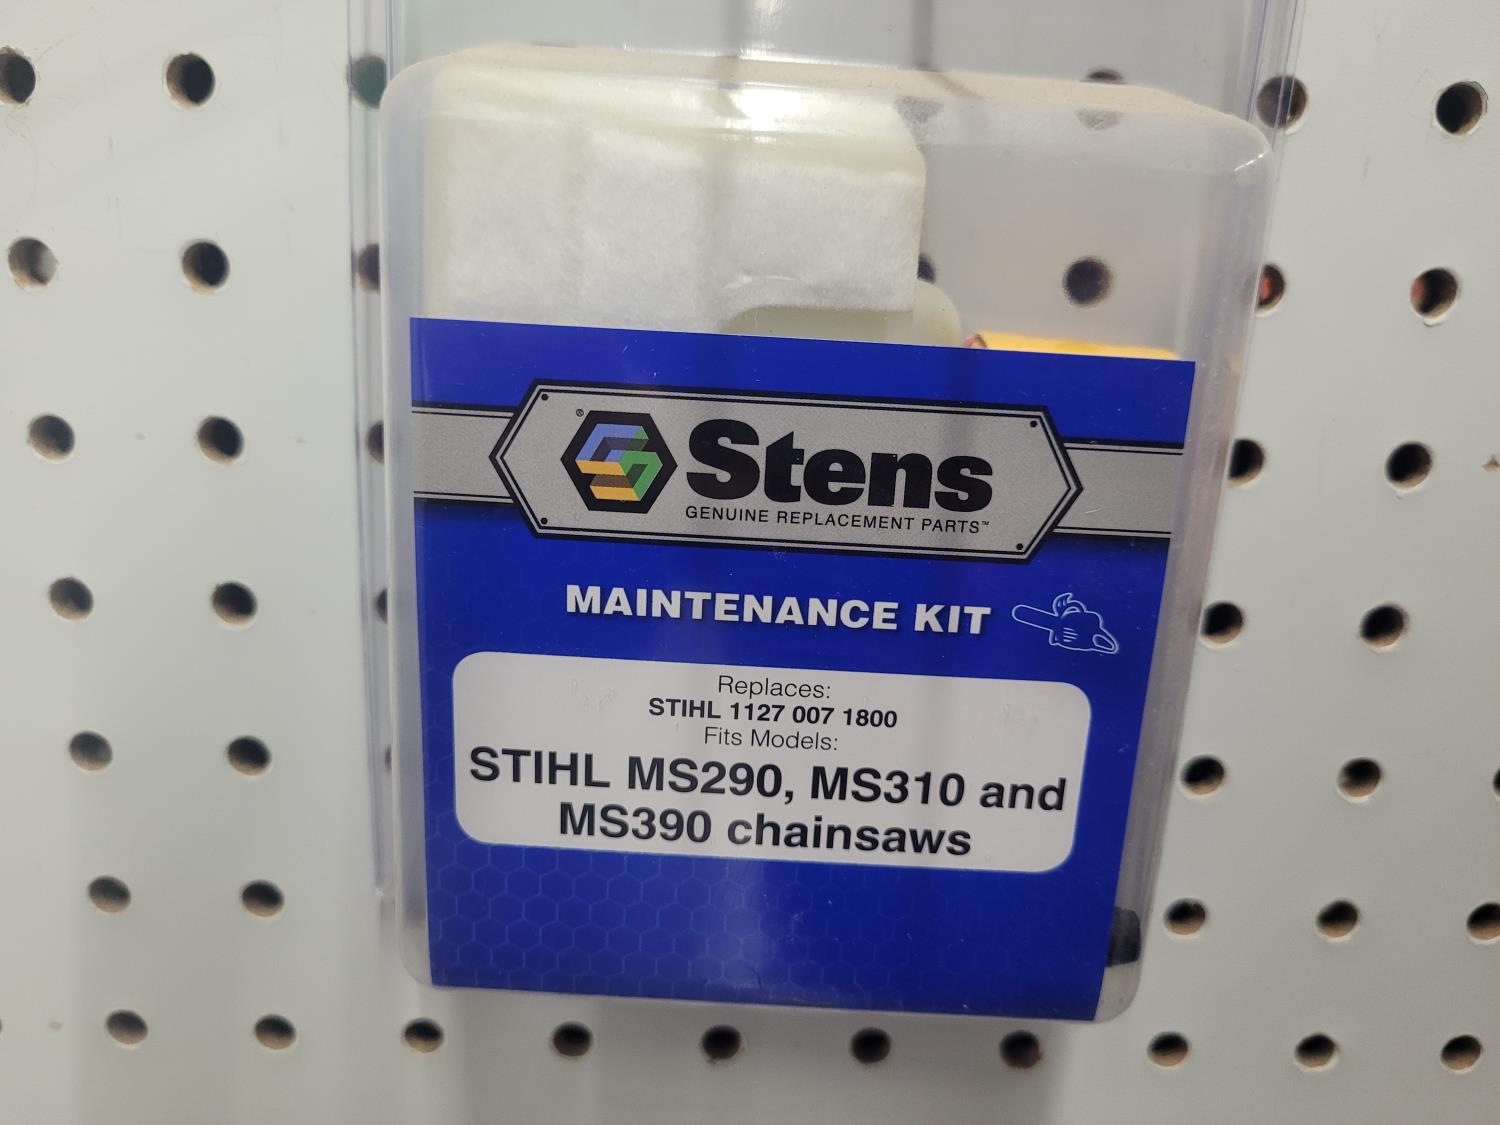 ® Stens
GENUINE REPLACEMENT PARTS™
MAINTENANCE KIT
Replaces:
STIHL 1127 007 1800
Fits Models:
STIHL MS290, MS310 and
MS390 chainsaws